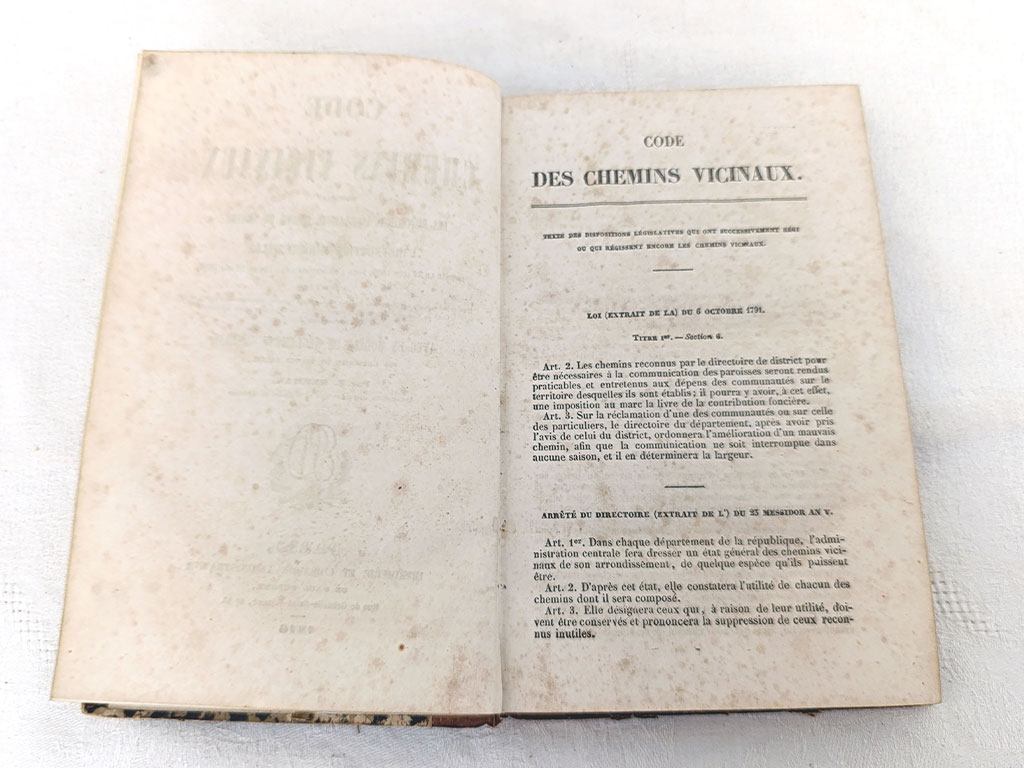 CODE
DES CHEMINS VICINAUX.
TEXTE DES DISPOSITIONS LÉGISLATIVES QUI ONT SUCCESSIVEMENT RÉGI
OU QUI RÉGISSENT ENCORE LES CHEMINS VICINAUX.
LOI (EXTRAIT DE LA) DU 6 OCTOBRE 1791.
TITRE Ier. — Section 6.
Art. 2. Les chemins reconnus par le directoire de district pour
être nécessaires à la communication des paroisses seront rendus
praticables et entretenus aux dépens des communautés sur le
territoire desquelles ils sont établis; il pourra y avoir, à cet effet,
une imposition au marc la livre de la contribution foncière.
Art. 3. Sur la réclamation d'une des communautés ou sur celle
des particuliers, le directoire du département, après avoir pris
l'avis de celui du district, ordonnera l'amélioration d'un mauvais
chemin, afin que la communication ne soit interrompue dans
aucune saison, et il en déterminera la largeur.
ARRÊTÉ DU DIRECTOIRE (EXTRAIT DE L') DU 23 MESSIDOR AN V.
Art. 1er. Dans chaque département de la république, l'admi-
nistration centrale fera dresser un état général des chemins vici-
naux de son arrondissement, de quelque espèce qu'ils puissent
être.
Art. 2. D'après cet état, elle constatera l'utilité de chacun des
chemins dont il sera composé.
Art. 3. Elle désignera ceux qui, à raison de leur utilité, doi-
vent être conservés et prononcera la suppression de ceux recon-
nus inutiles.